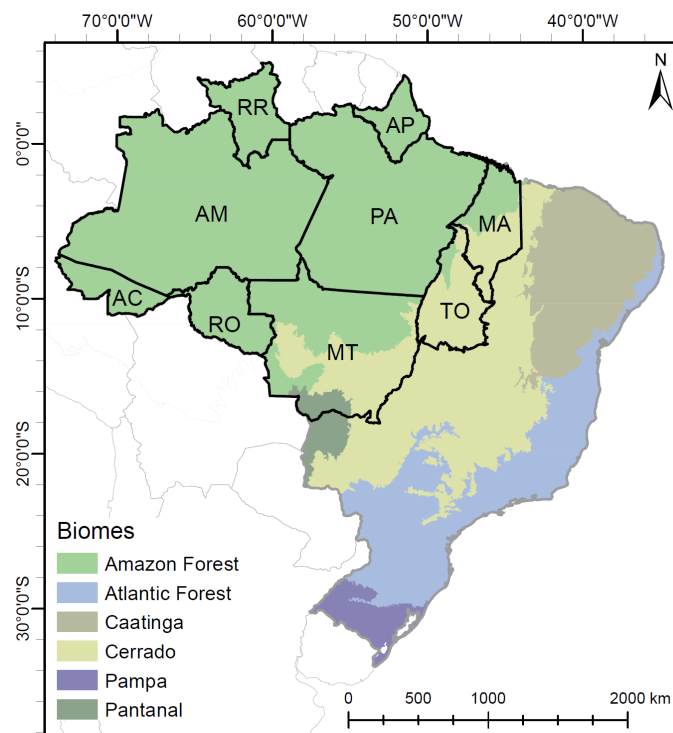 70°0'0"W 60°0'0"W 50°0'0"W 40°0'0"W
N
0°0'0"
10°0'0"S
20°0'0"S
30°0'0"S
RR
AP
AM
PA
MA
AC
RO
MT
TO
Biomes
Amazon Forest
Atlantic Forest
Caatinga
Cerrado
Pampa
Pantanal
0 500 1000 2000 km